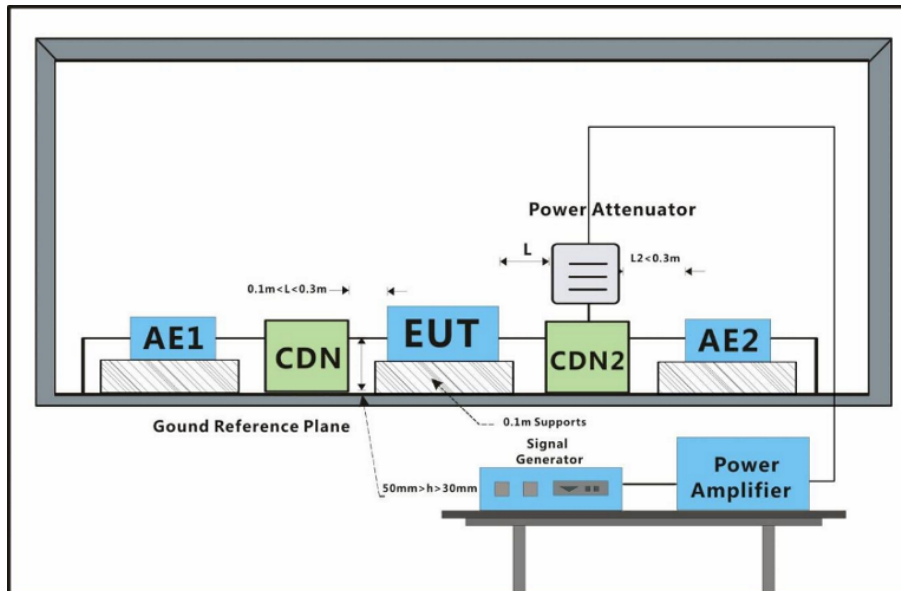 Power Attenuator
L
L2<0.3m
0.1m<L<0.3m
AE1
CDN
EUT
CDN2
AE2
Gound Reference Plane
0.1m Supports
Signal
Generator
50mm>h>30mm
Power
Amplifier